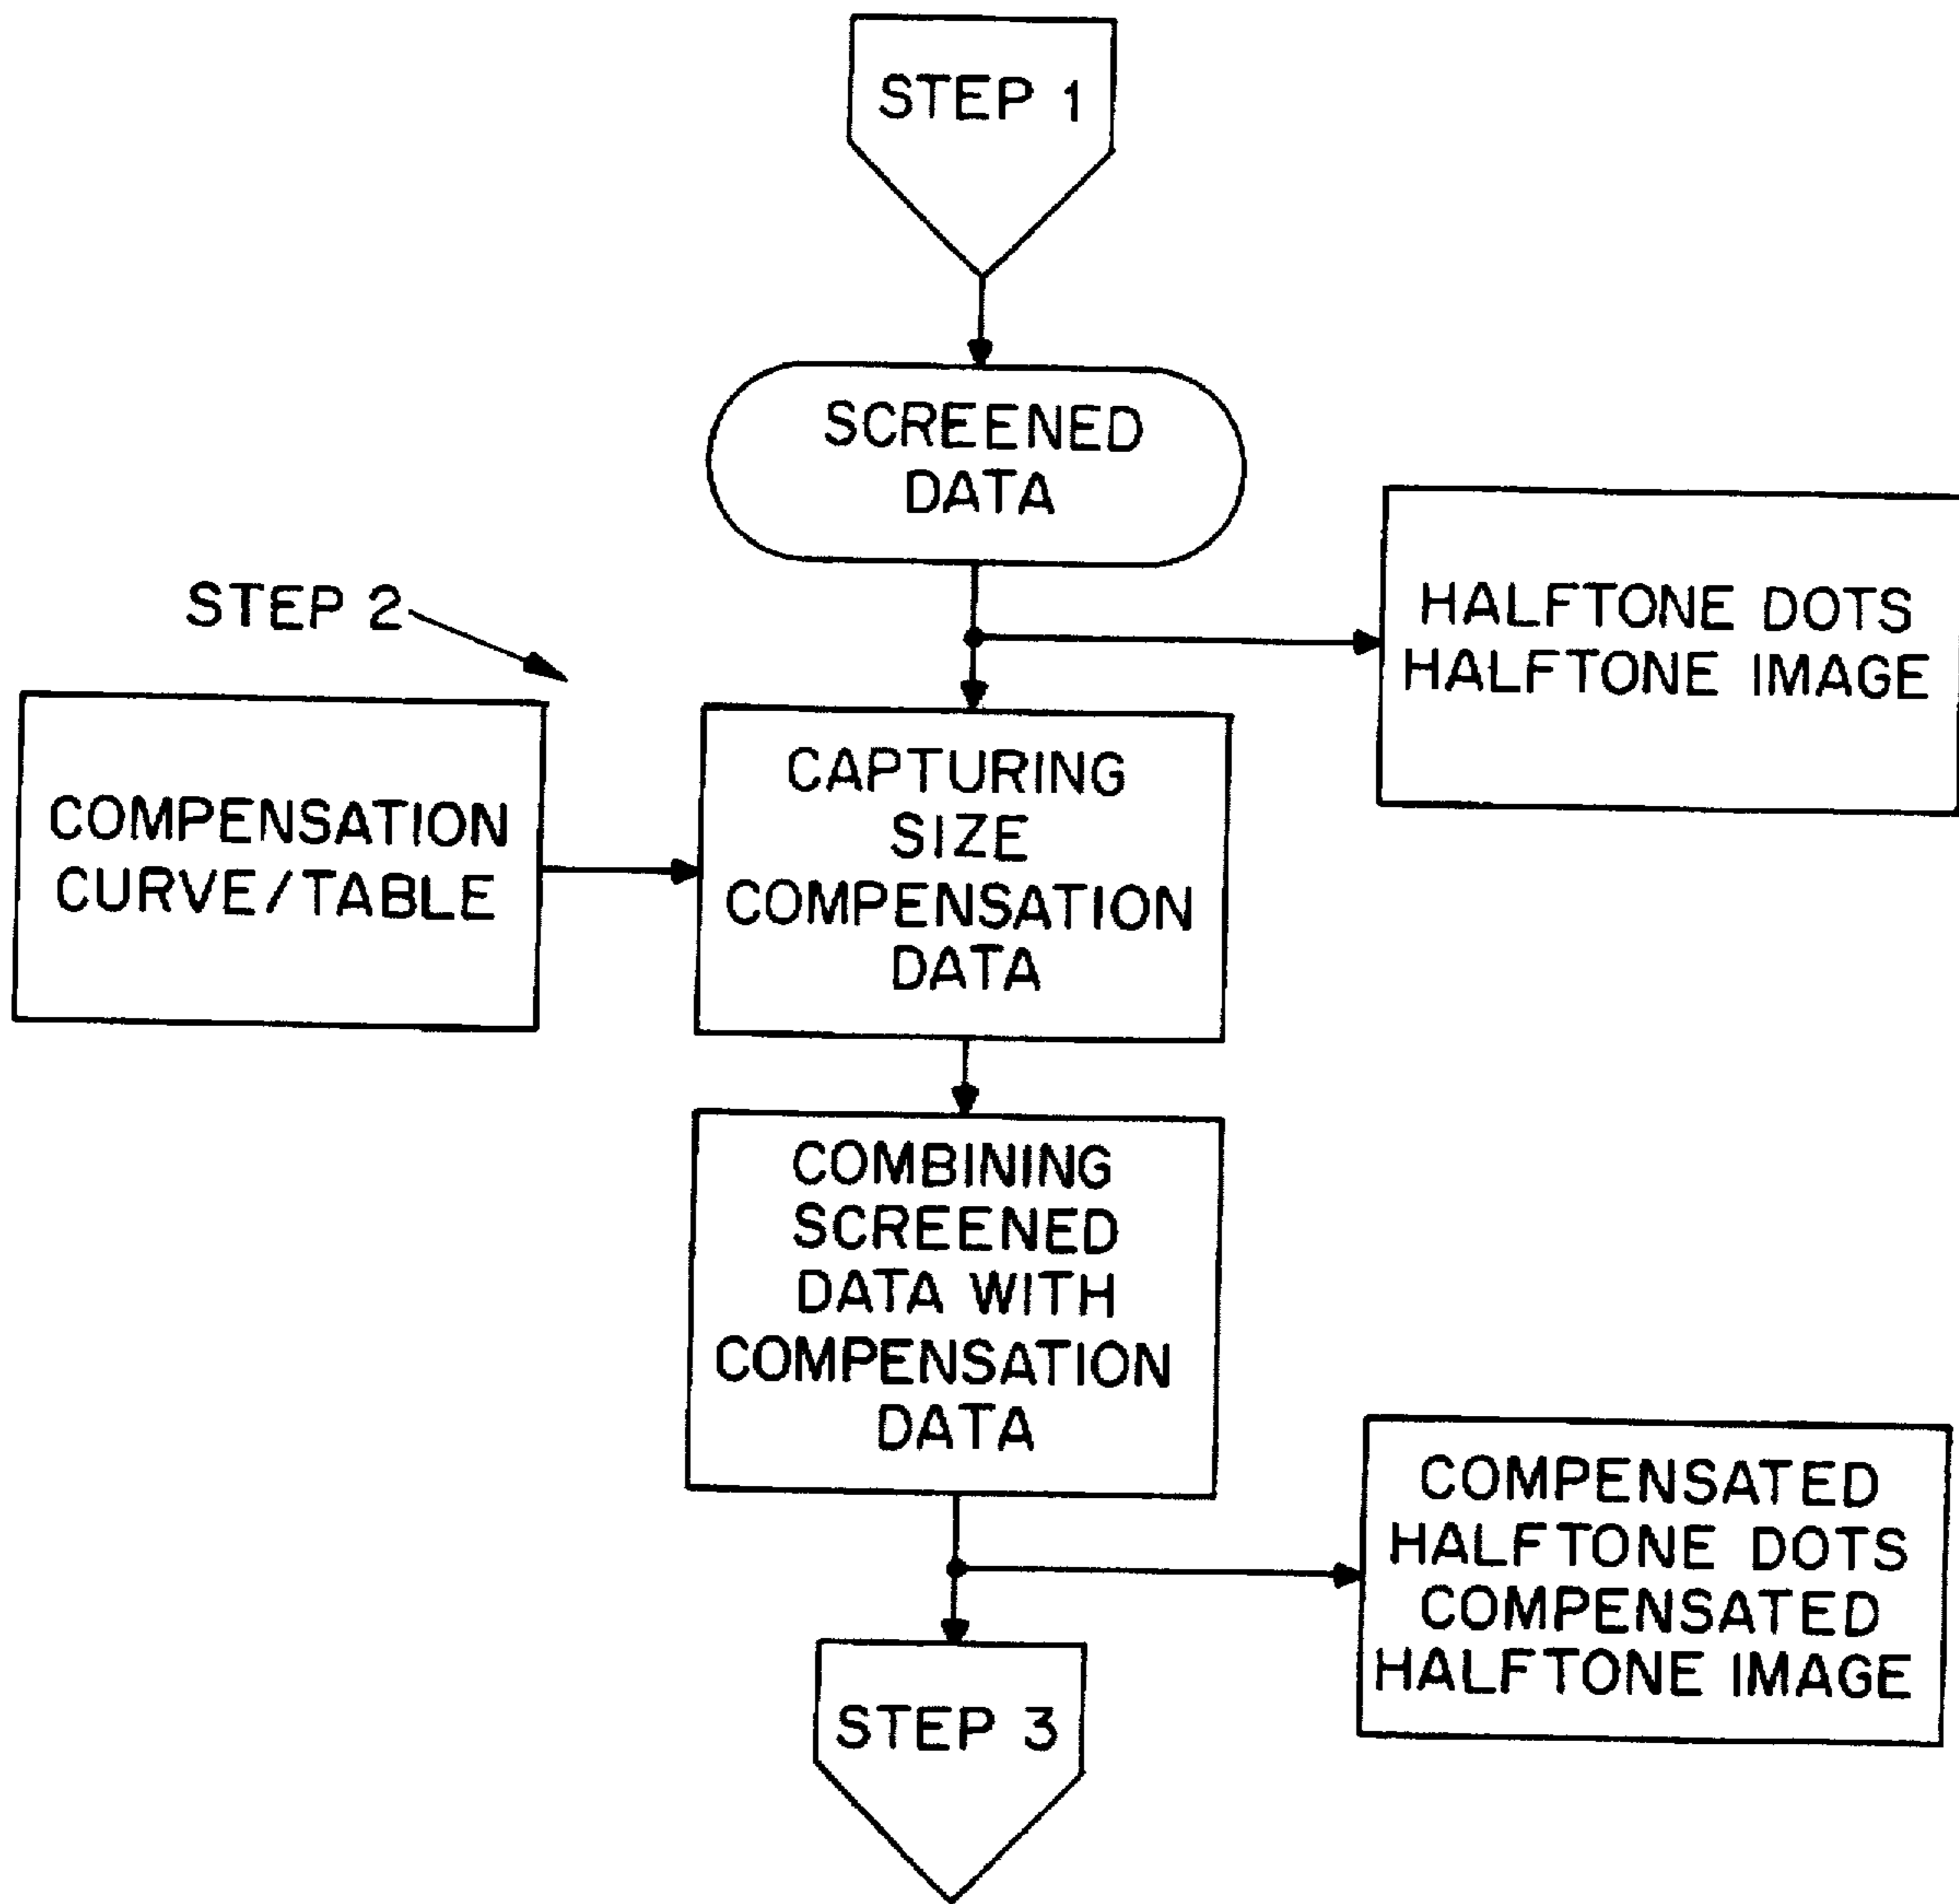 STEP 1
SCREENED
DATA
HALFTONE DOTS
HALFTONE IMAGE
STEP 2
COMPENSATION
CURVE/TABLE
CAPTURING
SIZE
COMPENSATION
DATA
COMBINING
SCREENED
DATA WITH
COMPENSATION
DATA
COMPENSATED
HALFTONE DOTS
COMPENSATED
HALFTONE IMAGE
STEP 3